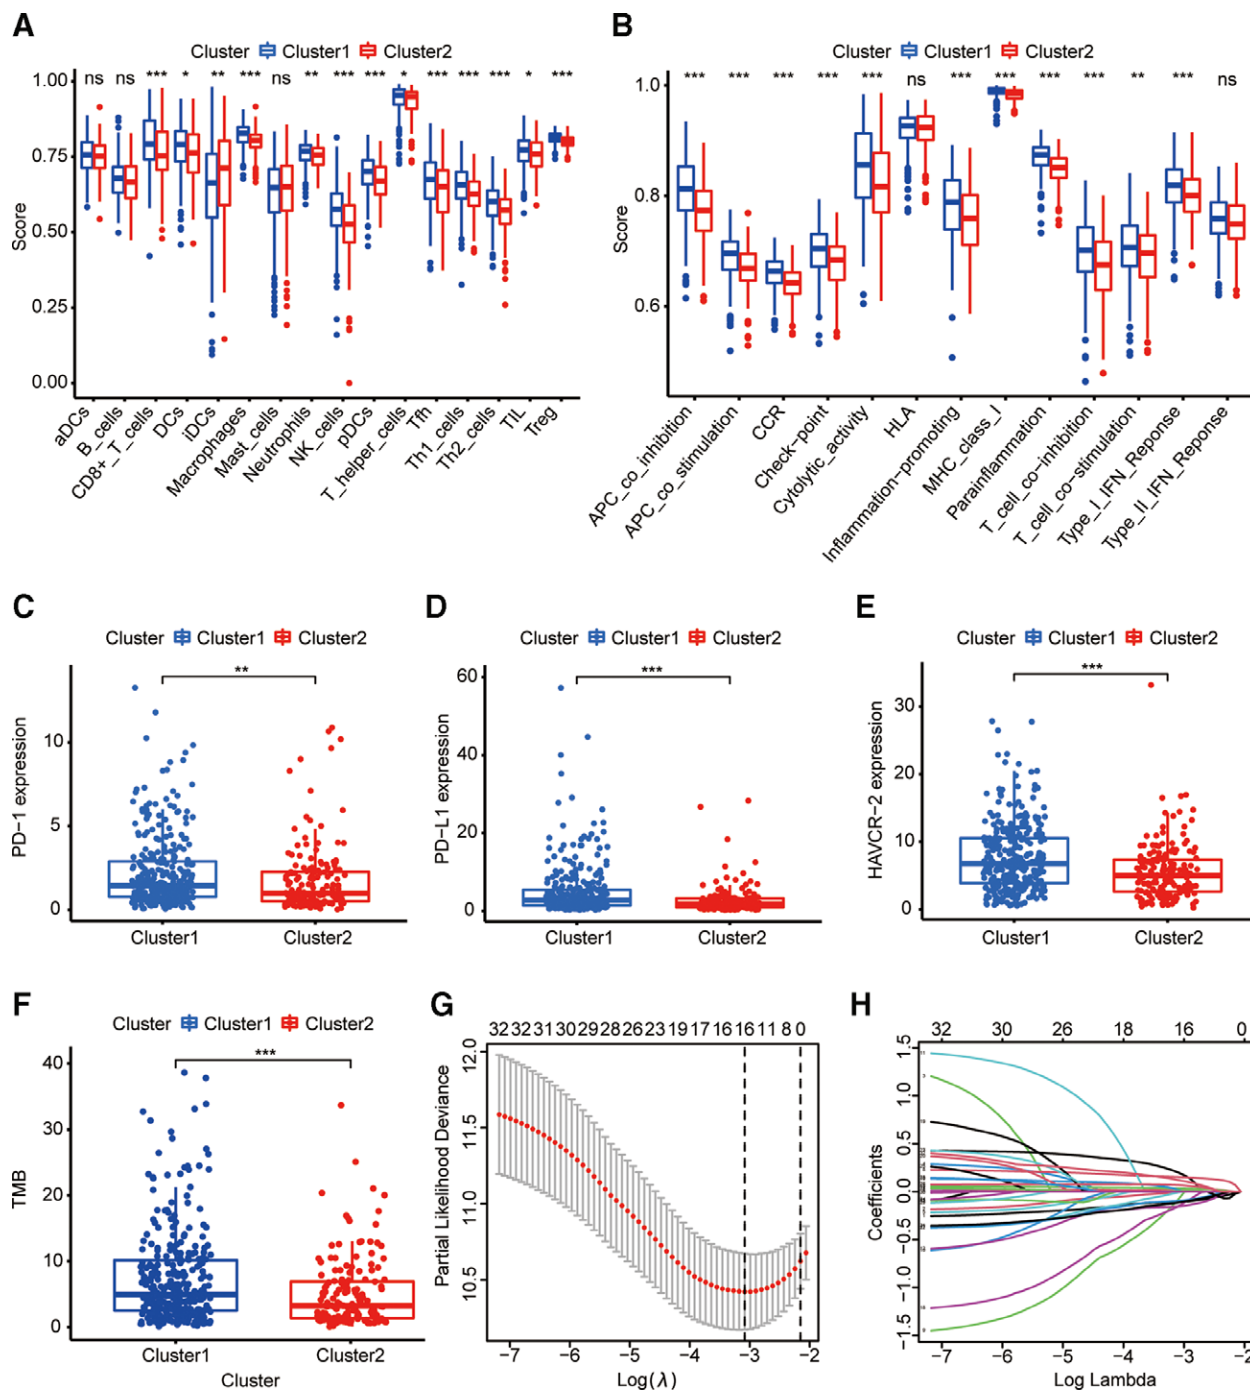 A
B
Cluster Cluster1 Cluster2
Cluster Cluster1 Cluster2
ns ns *** * ** *** ns ** *** *** * *** *** *** * ***
*** *** *** *** *** ns *** *** *** *** ** *** ns
Score
1.00
0.75
0.50
0.25
0.00
aDCs
B_cells
CD8+_T_cells
DCs
iDCs
Macrophages
Mast_cells
Neutrophils
NK_cells
pDCs
T_helper_cells
Tfh
Th1_cells
Th2_cells
TIL
Treg
Score
1.0
0.8
0.6
APC_co_inhibition
APC_co_stimulation
CCR
Check-point
Cytolytic_activity
HLA
Inflammation-promoting
MHC_class_I
Parainflammation
T_cell_co-inhibition
T_cell_co-stimulation
Type_I_IFN_Reponse
Type_II_IFN_Reponse
C
Cluster Cluster1 Cluster2
**
PD-1 expression
10
5
0
Cluster1 Cluster2
D
Cluster Cluster1 Cluster2
***
PD-L1 expression
60
40
20
0
Cluster1 Cluster2
E
Cluster Cluster1 Cluster2
***
HAVCR-2 expression
30
20
10
0
Cluster1 Cluster2
F
Cluster Cluster1 Cluster2
***
TMB
40
30
20
10
0
Cluster1 Cluster2
Cluster
G
32 32 31 30 29 28 26 23 19 17 16 16 11 8 0
Partial Likelihood Deviance
12.0
11.5
11.0
10.5
-7 -6 -5 -4 -3 -2
Log(λ)
H
32 30 26 18 16 0
Coefficients
1.5
1.0
0.5
0.0
-0.5
-1.0
-1.5
-7 -6 -5 -4 -3 -2
Log Lambda